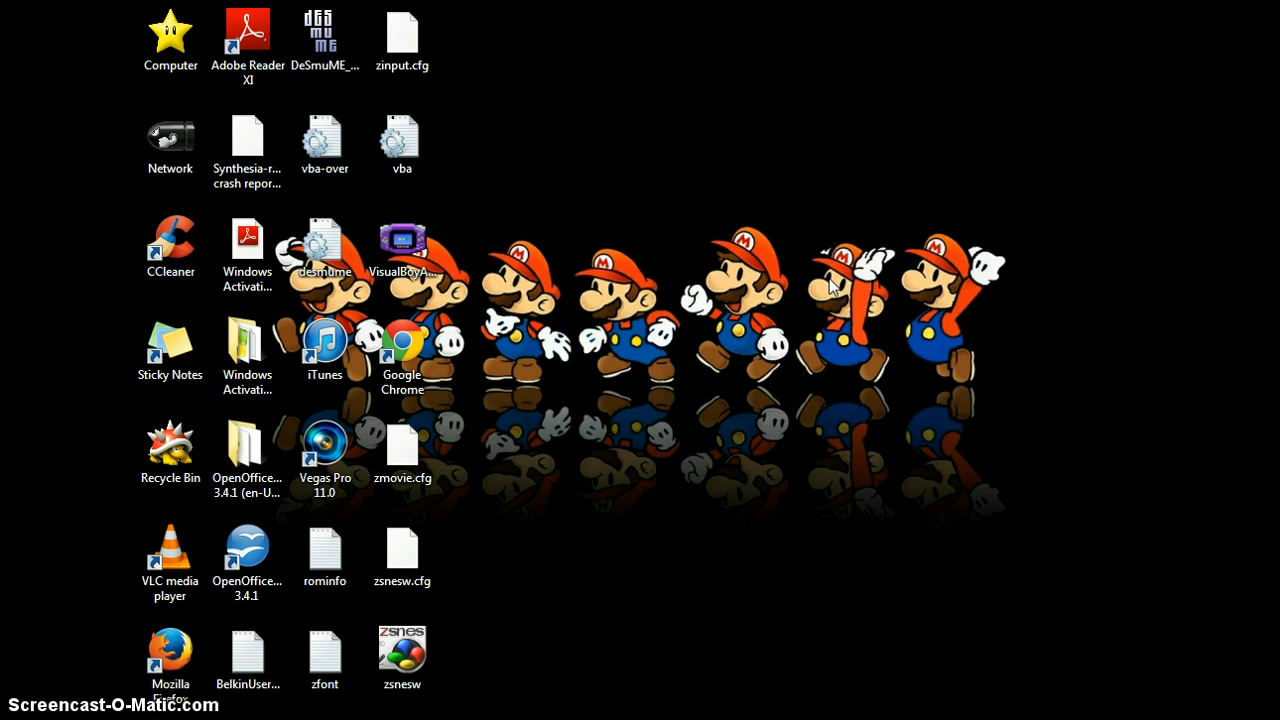 Computer
Adobe Reader
XI
DeSmuME_...
zinput.cfg
Network
Synthesia-r...
crash repor...
vba-over
vba
CCleaner
Windows
Activati...
desmume
VisualBoyA...
Sticky Notes
Windows
Activati...
iTunes
Google
Chrome
Recycle Bin
OpenOffice...
3.4.1 (en-U...
Vegas Pro
11.0
zmovie.cfg
VLC media
player
OpenOffice...
3.4.1
rominfo
zsnesw.cfg
Mozilla
Firefox
BelkinUser...
zfont
zsnes
zsnesw
Screencast-O-Matic.com